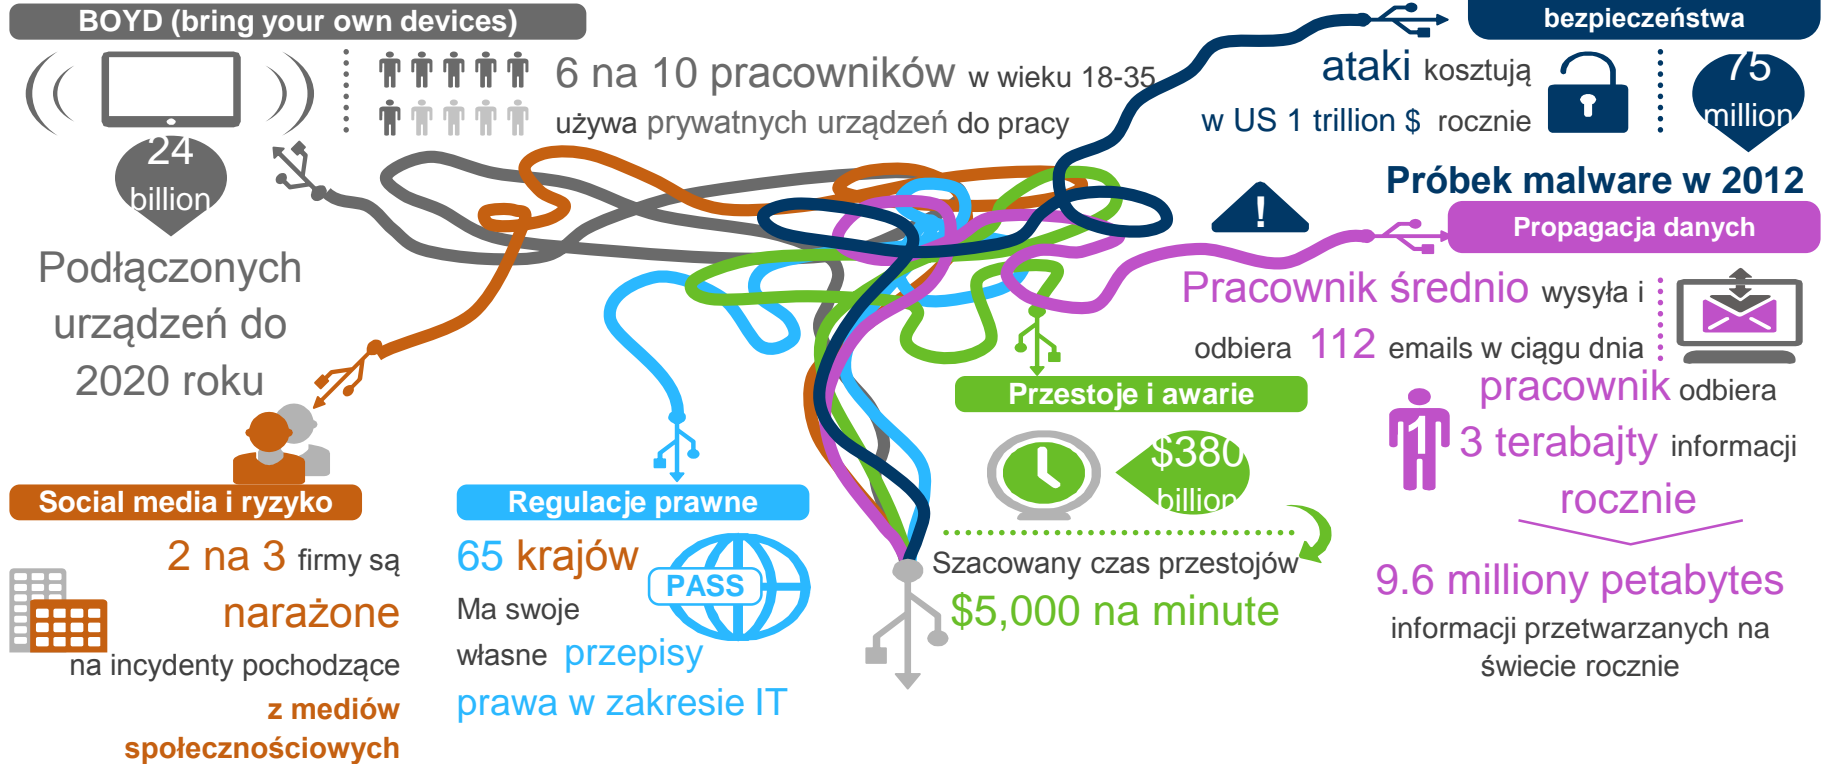 BOYD (bring your own devices)
6 na 10 pracowników w wieku 18-35
używa prywatnych urządzeń do pracy
24
billion
Podłączonych
urządzeń do
2020 roku
bezpieczeństwa
ataki kosztują
w US 1 trillion $ rocznie
75
million
Próbek malware w 2012
!
Propagacja danych
Pracownik średnio wysyła i
odbiera 112 emails w ciągu dnia
pracownik odbiera
1
3 terabajty informacji
rocznie
9.6 milliony petabytes
informacji przetwarzanych na
świecie rocznie
Przestoje i awarie
$380
billion
Szacowany czas przestojów
$5,000 na minute
Social media i ryzyko
2 na 3 firmy są
narażone
na incydenty pochodzące
z mediów
społecznościowych
Regulacje prawne
65 krajów
PASS
Ma swoje
własne przepisy
prawa w zakresie IT